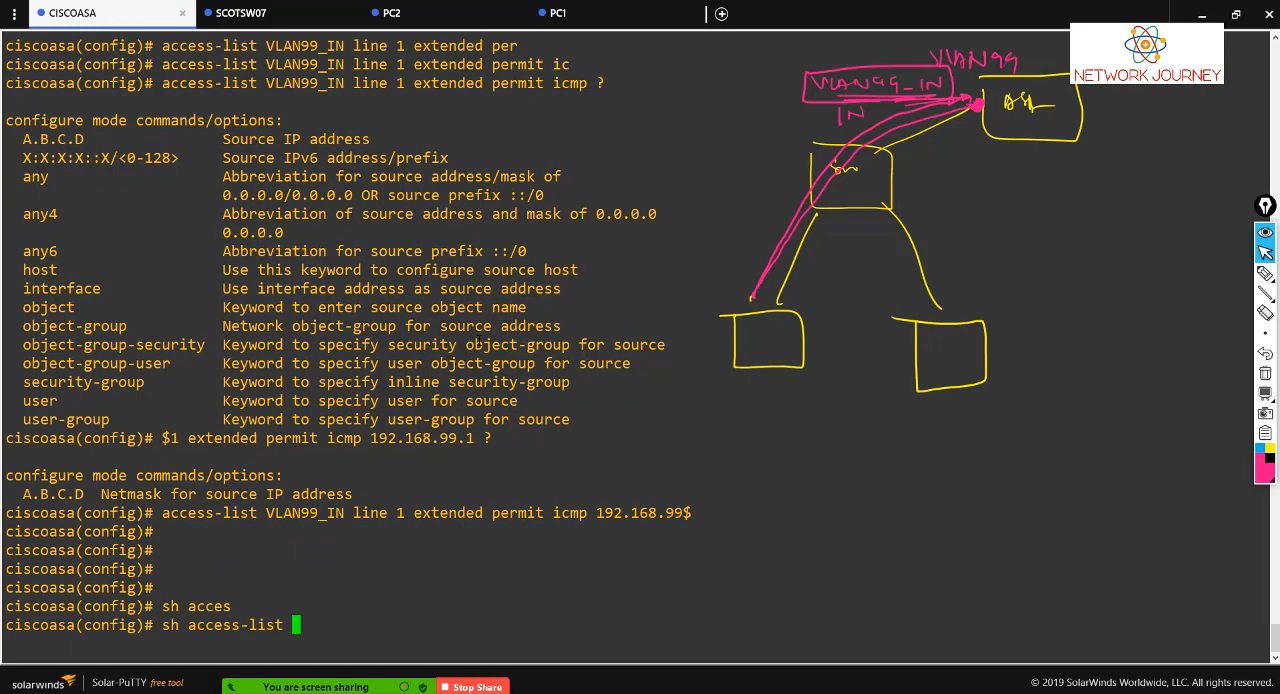 CISCOASA × SCOTSW07 PC2 PC1
ciscoasa(config)# access-list VLAN99_IN line 1 extended per
ciscoasa(config)# access-list VLAN99_IN line 1 extended permit ic
ciscoasa(config)# access-list VLAN99_IN line 1 extended permit icmp ?
configure mode commands/options:
A.B.C.D Source IP address
X:X:X:X::X/<0-128> Source IPv6 address/prefix
any Abbreviation for source address/mask of
0.0.0.0/0.0.0.0 OR source prefix ::/0
any4 Abbreviation of source address and mask of 0.0.0.0
0.0.0.0
any6 Abbreviation for source prefix ::/0
host Use this keyword to configure source host
interface Use interface address as source address
object Keyword to enter source object name
object-group Network object-group for source address
object-group-security Keyword to specify security object-group for source
object-group-user Keyword to specify user object-group for source
security-group Keyword to specify inline security-group
user Keyword to specify user for source
user-group Keyword to specify user-group for source
ciscoasa(config)# $1 extended permit icmp 192.168.99.1 ?
configure mode commands/options:
A.B.C.D Netmask for source IP address
ciscoasa(config)# access-list VLAN99_IN line 1 extended permit icmp 192.168.99$
ciscoasa(config)#
ciscoasa(config)#
ciscoasa(config)#
ciscoasa(config)#
ciscoasa(config)# sh acces
ciscoasa(config)# sh access-list
VLAN99
VLAN99_IN
IN
SW
NETWORK JOURNEY
solarwinds Solar-PuTTY free tool
You are screen sharing
Stop Share
© 2019 SolarWinds Worldwide, LLC. All rights reserved.